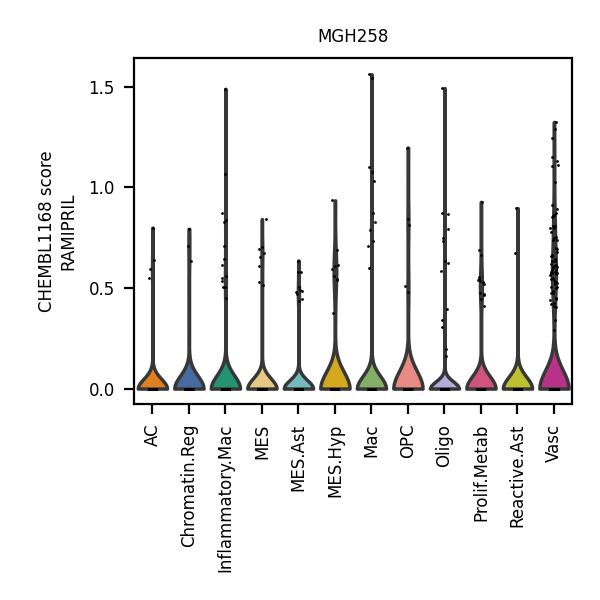 MGH258
CHEMBL1168 score
RAMIPRIL
1.5
1.0
0.5
0.0
AC
Chromatin.Reg
Inflammatory.Mac
MES
MES.Ast
MES.Hyp
Mac
OPC
Oligo
Prolif.Metab
Reactive.Ast
Vasc